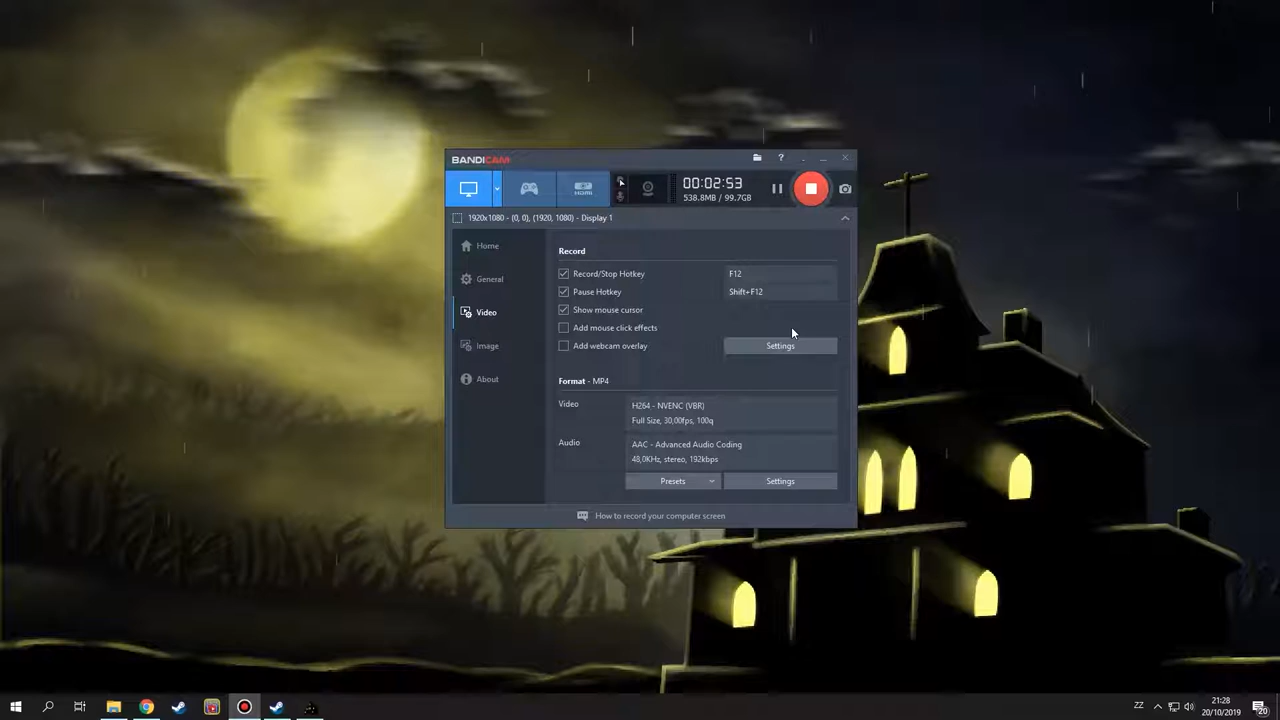 BANDICAM
?
HDMI
00:02:53
538.8MB / 99.7GB
1920x1080 - (0, 0), (1920, 1080) - Display 1
Home
General
Video
Image
About
Record
Record/Stop Hotkey
F12
Pause Hotkey
Shift+F12
Show mouse cursor
Add mouse click effects
Add webcam overlay
Settings
Format - MP4
Video
H264 - NVENC (VBR)
Full Size, 30,00fps, 100q
Audio
AAC - Advanced Audio Coding
48,0KHz, stereo, 192kbps
Presets
Settings
How to record your computer screen
ZZ
21:28
20/10/2019
20